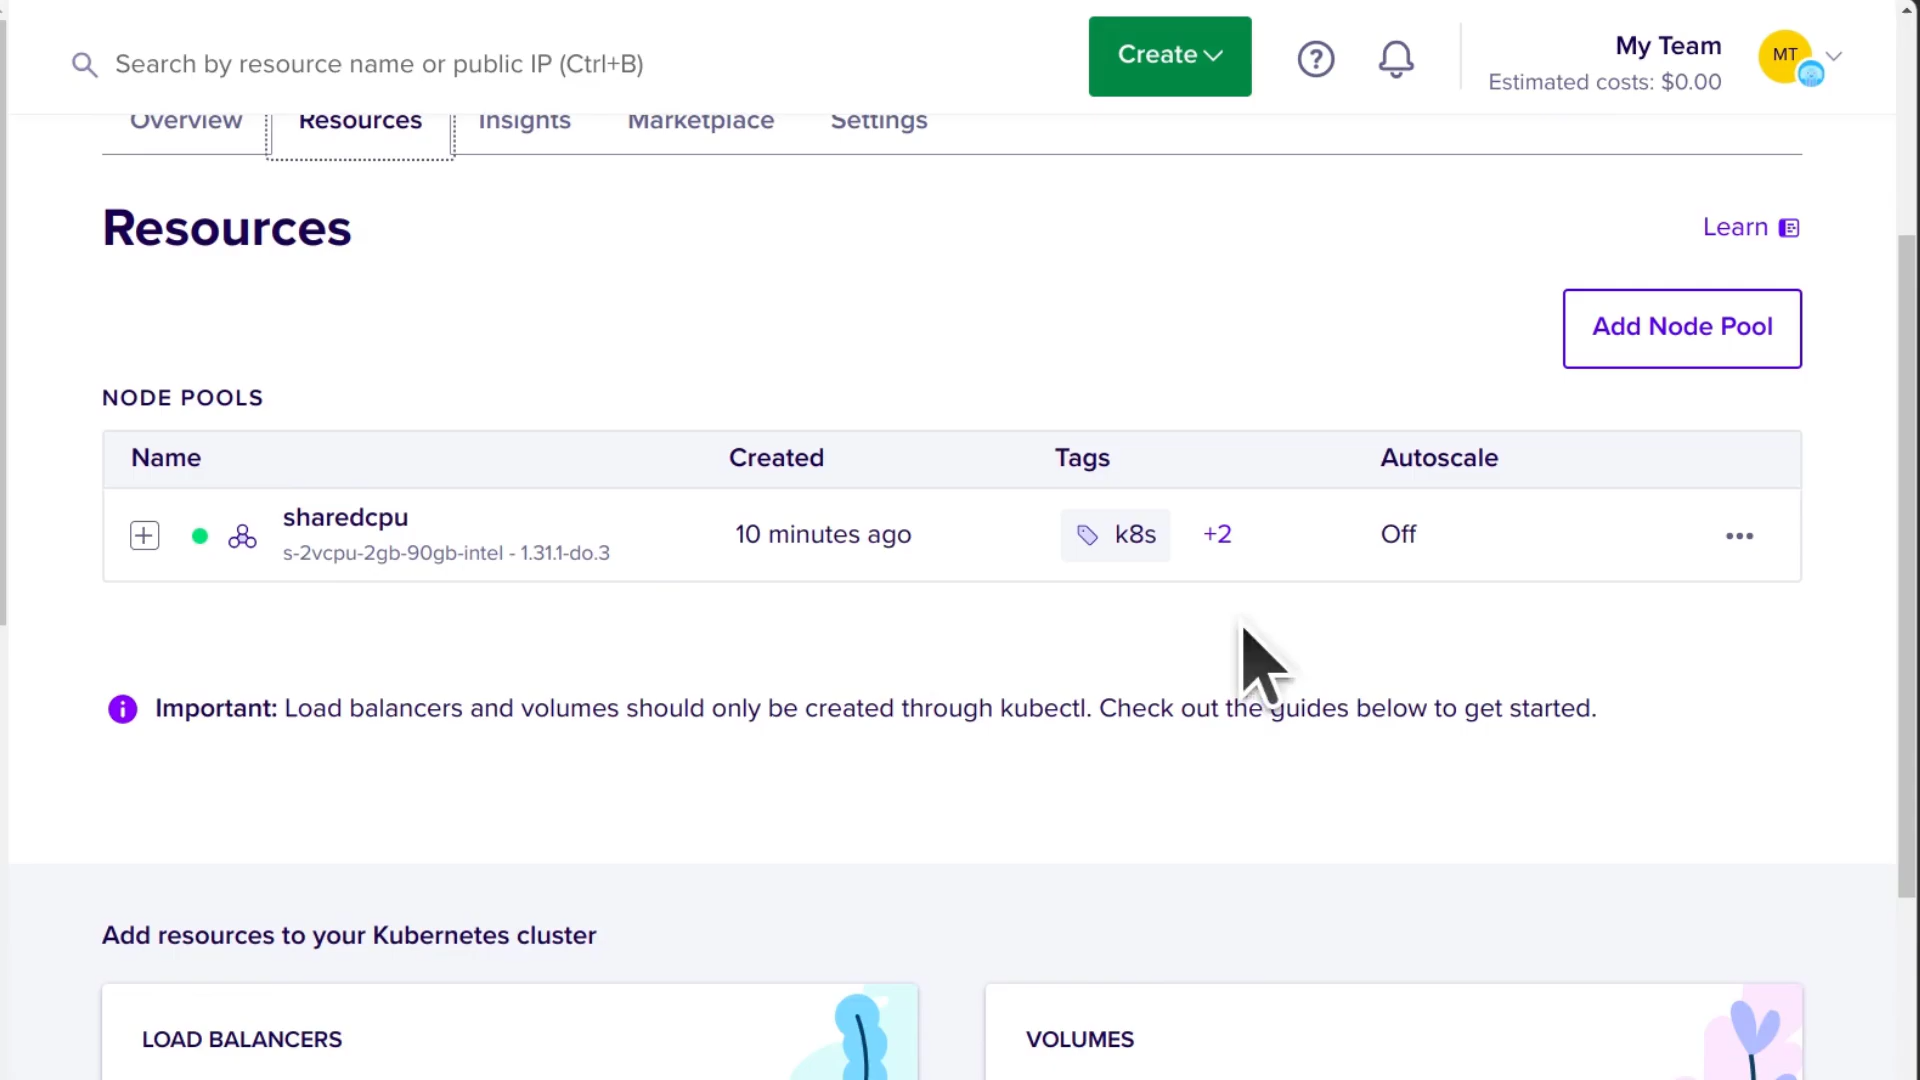 Search by resource name or public IP (Ctrl+B)
Create
My Team
Estimated costs: $0.00
MT
Overview
Resources
Insights
Marketplace
Settings
Resources
Learn
Add Node Pool
NODE POOLS
Name
Created
Tags
Autoscale
sharedcpu
s-2vcpu-2gb-90gb-intel - 1.31.1-do.3
10 minutes ago
k8s
+2
Off
Important: Load balancers and volumes should only be created through kubectl. Check out the guides below to get started.
Add resources to your Kubernetes cluster
LOAD BALANCERS
VOLUMES